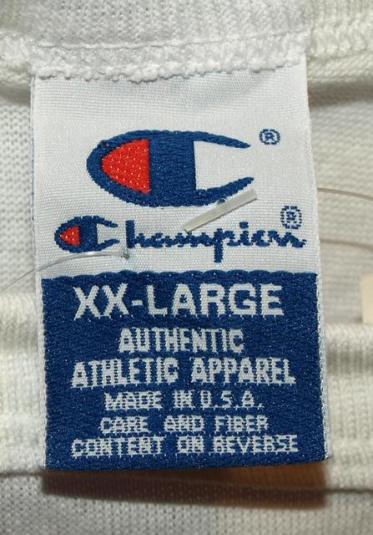 ®
Champion®
XX-LARGE
AUTHENTIC
ATHLETIC APPAREL
MADE IN U.S.A.
CARE AND FIBER
CONTENT ON REVERSE